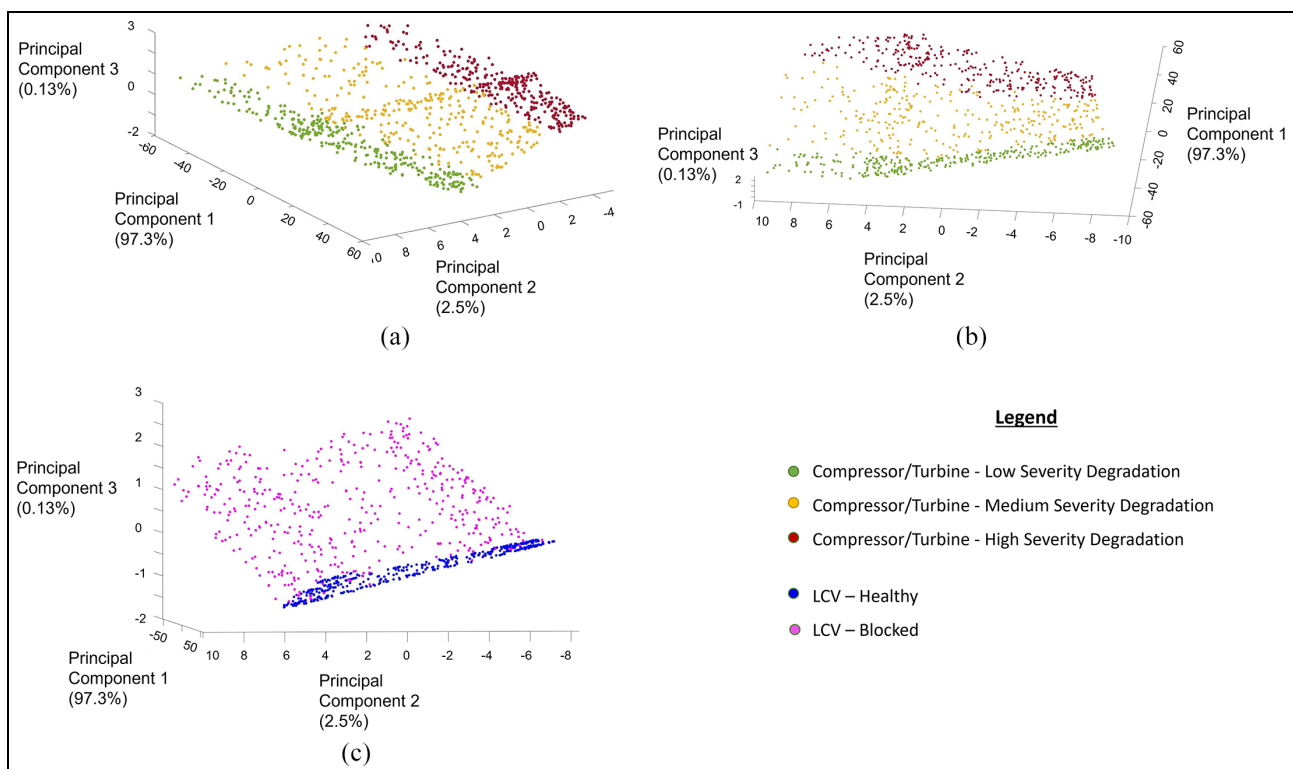 3
Principal
Component 3
(0.13%)
0
-2
-60
-40
-20
0
20
40
60
Principal
Component 1
(97.3%)
.0
8
6
4
2
0
2
-4
Principal
Component 2
(2.5%)
(a)
60
40
20
0
-20
-40
-60
Principal
Component 1
(97.3%)
Principal
Component 3
(0.13%)
2
-1
10
8
6
4
2
0
-2
-4
-6
-8
-10
Principal
Component 2
(2.5%)
(b)
3
2
1
0
-1
-2
Principal
Component 3
(0.13%)
-50
50
Principal
Component 1
(97.3%)
10
8
6
4
2
0
-2
-4
-6
-8
Principal
Component 2
(2.5%)
(c)
Legend
Compressor/Turbine - Low Severity Degradation
Compressor/Turbine - Medium Severity Degradation
Compressor/Turbine - High Severity Degradation
LCV – Healthy
LCV – Blocked